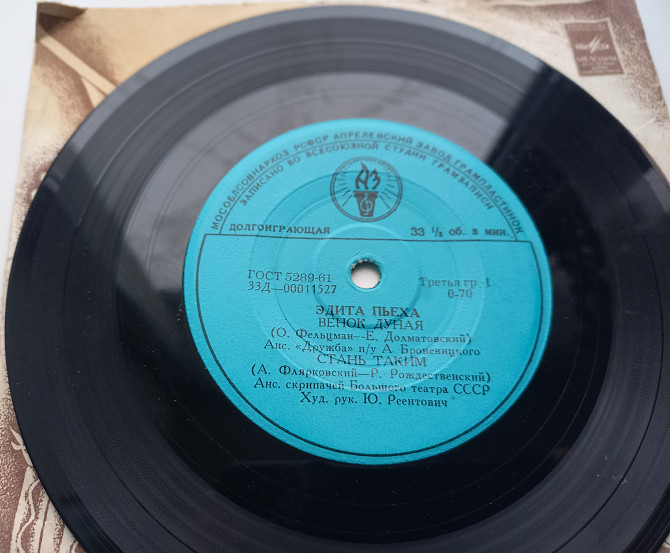 МОСОБЛСОВНАРХОЗ РСФСР АПРЕЛЕВСКИЙ ЗАВОД ГРАМПЛАСТИНОК
ЗАПИСАНО ВО ВСЕСОЮЗНОЙ СТУДИИ ГРАМЗАПИСИ
АЗ
ДОЛГОИГРАЮЩАЯ 33 1/3 об. в мин.
ГОСТ 5289-61 Третья гр -1
33Д—00011527 0-70
ЭДИТА ПЬЕХА
ВЕНОК ДУНАЯ
(О. Фельцман—Е. Долматовский)
Анс. «Дружба» п/у А. Броневицкого
СТАНЬ ТАКИМ
(А. Флярковский—Р. Рождественский)
Анс. скрипачей Большого театра СССР
Худ. рук. Ю. Реентович
МЕЛОДИЯ